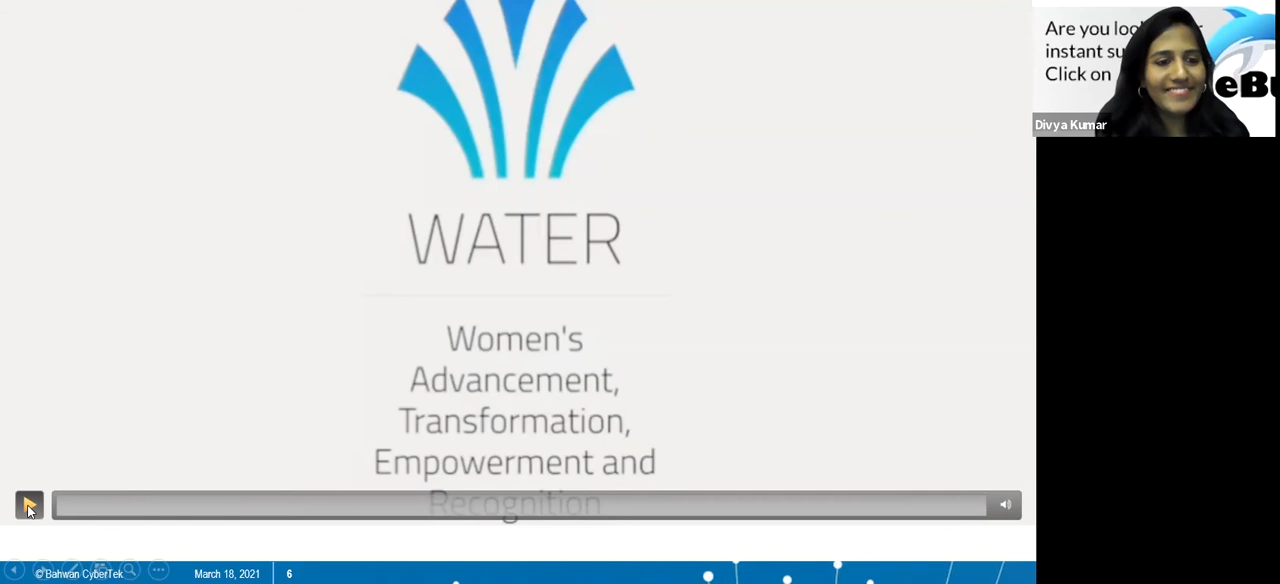 Are you loo
instant su
Click on
eBu
Divya Kumar
WATER
Women's
Advancement,
Transformation,
Empowerment and
Recognition
© Bahwan CyberTek March 18, 2021 6